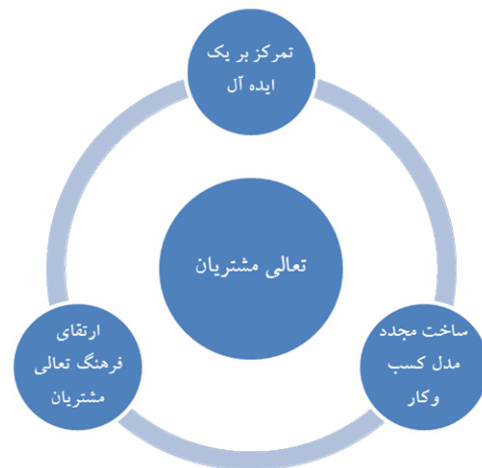 تمرکز بر یک
ایده آل
تعالی مشتریان
ساخت مجدد
مدل کسب
وکار
ارتقای
فرهنگ تعالی
مشتریان